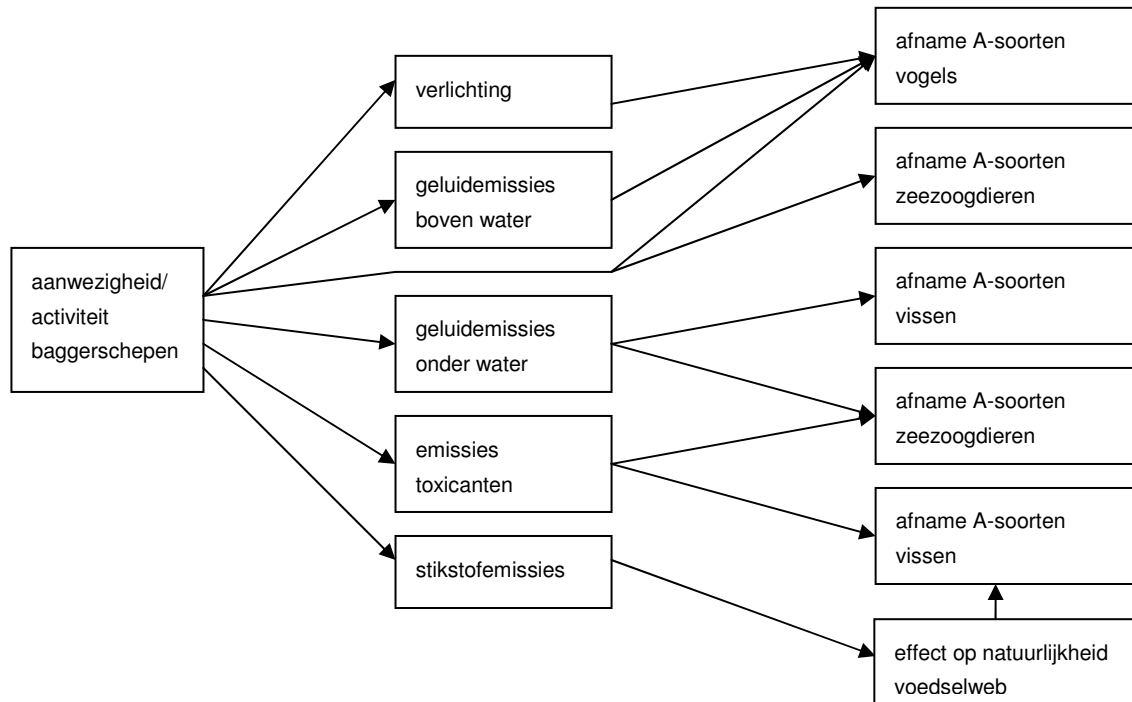 aanwezigheid/
activiteit
baggerschepen
verlichting
geluidemissies
boven water
geluidemissies
onder water
emissies
toxicanten
stikstofemissies
afname A-soorten
vogels
afname A-soorten
zeezoogdieren
afname A-soorten
vissen
afname A-soorten
zeezoogdieren
afname A-soorten
vissen
effect op natuurlijkheid
voedselweb